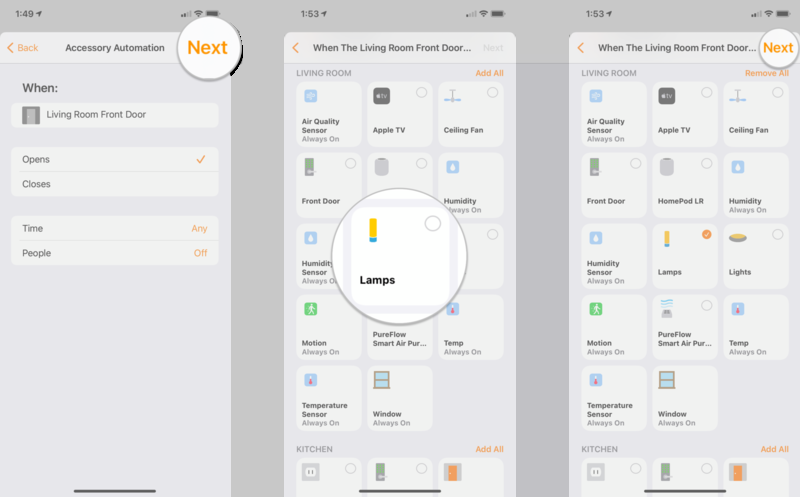 1:49
Back
Accessory Automation
Next
When:
Living Room Front Door
Opens
Closes
Time
Any
People
Off
1:53
When The Living Room Front Door...
Next
LIVING ROOM
Add All
Air Quality
Sensor
Always On
tv
Apple TV
Ceiling Fan
Front Door
Humidity
Always On
Humidity
Sensor
Always On
Lamps
Motion
Always On
PureFlow
Smart Air Pur...
Temp
Always On
Temperature
Sensor
Always On
Window
Always On
KITCHEN
Add All
1:53
When The Living Room Front Door...
Next
LIVING ROOM
Remove All
Air Quality
Sensor
Always On
tv
Apple TV
Ceiling Fan
Front Door
HomePod LR
Humidity
Always On
Humidity
Sensor
Always On
Lamps
Lights
Motion
Always On
PureFlow
Smart Air Pur...
Temp
Always On
Temperature
Sensor
Always On
Window
Always On
KITCHEN
Add All